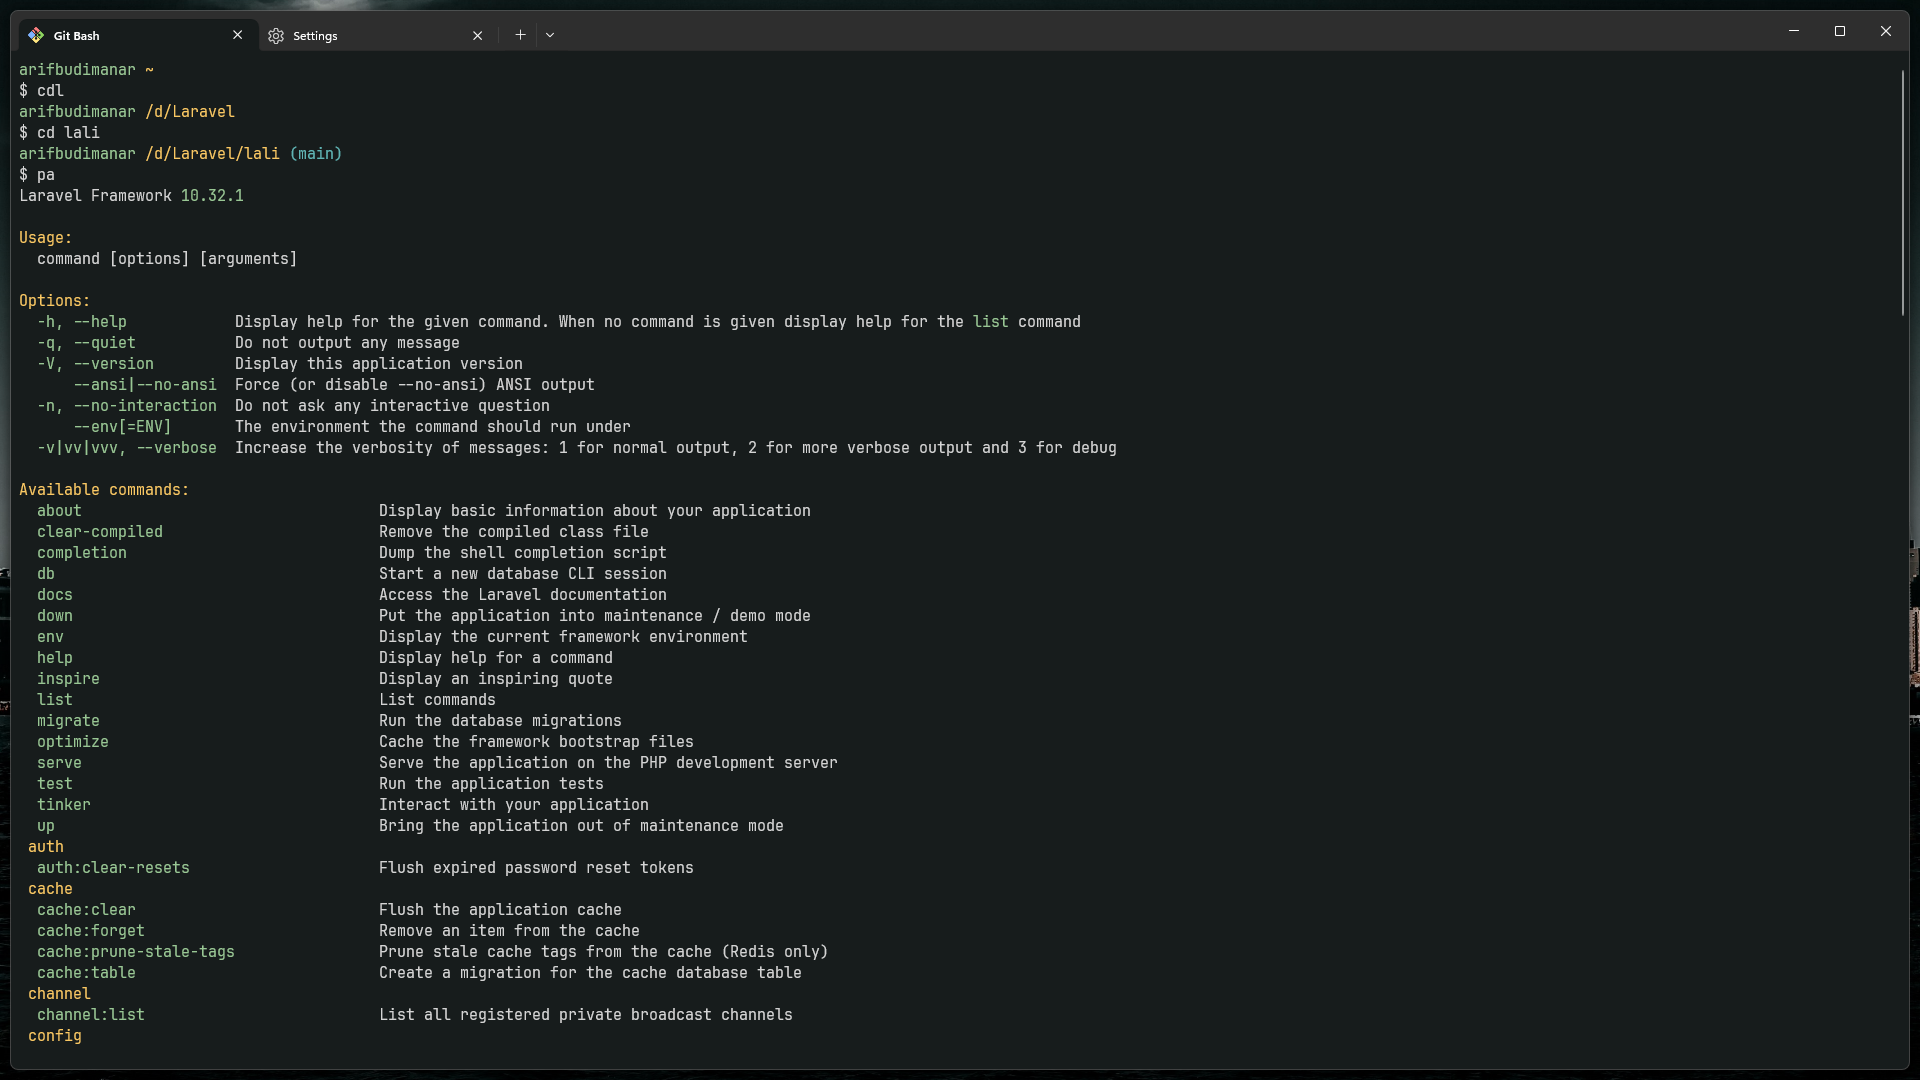 Git Bash
Settings
arifbudimanar ~
$ cdl
arifbudimanar /d/Laravel
$ cd lali
arifbudimanar /d/Laravel/lali (main)
$ pa
Laravel Framework 10.32.1
Usage:
  command [options] [arguments]
Options:
  -h, --help            Display help for the given command. When no command is given display help for the list command
  -q, --quiet           Do not output any message
  -V, --version         Display this application version
      --ansi|--no-ansi  Force (or disable --no-ansi) ANSI output
  -n, --no-interaction  Do not ask any interactive question
      --env[=ENV]       The environment the command should run under
  -v|vv|vvv, --verbose  Increase the verbosity of messages: 1 for normal output, 2 for more verbose output and 3 for debug
Available commands:
  about                                 Display basic information about your application
  clear-compiled                        Remove the compiled class file
  completion                            Dump the shell completion script
  db                                    Start a new database CLI session
  docs                                  Access the Laravel documentation
  down                                  Put the application into maintenance / demo mode
  env                                   Display the current framework environment
  help                                  Display help for a command
  inspire                               Display an inspiring quote
  list                                  List commands
  migrate                               Run the database migrations
  optimize                              Cache the framework bootstrap files
  serve                                 Serve the application on the PHP development server
  test                                  Run the application tests
  tinker                                Interact with your application
  up                                    Bring the application out of maintenance mode
 auth
  auth:clear-resets                     Flush expired password reset tokens
 cache
  cache:clear                           Flush the application cache
  cache:forget                          Remove an item from the cache
  cache:prune-stale-tags                Prune stale cache tags from the cache (Redis only)
  cache:table                           Create a migration for the cache database table
 channel
  channel:list                          List all registered private broadcast channels
 config